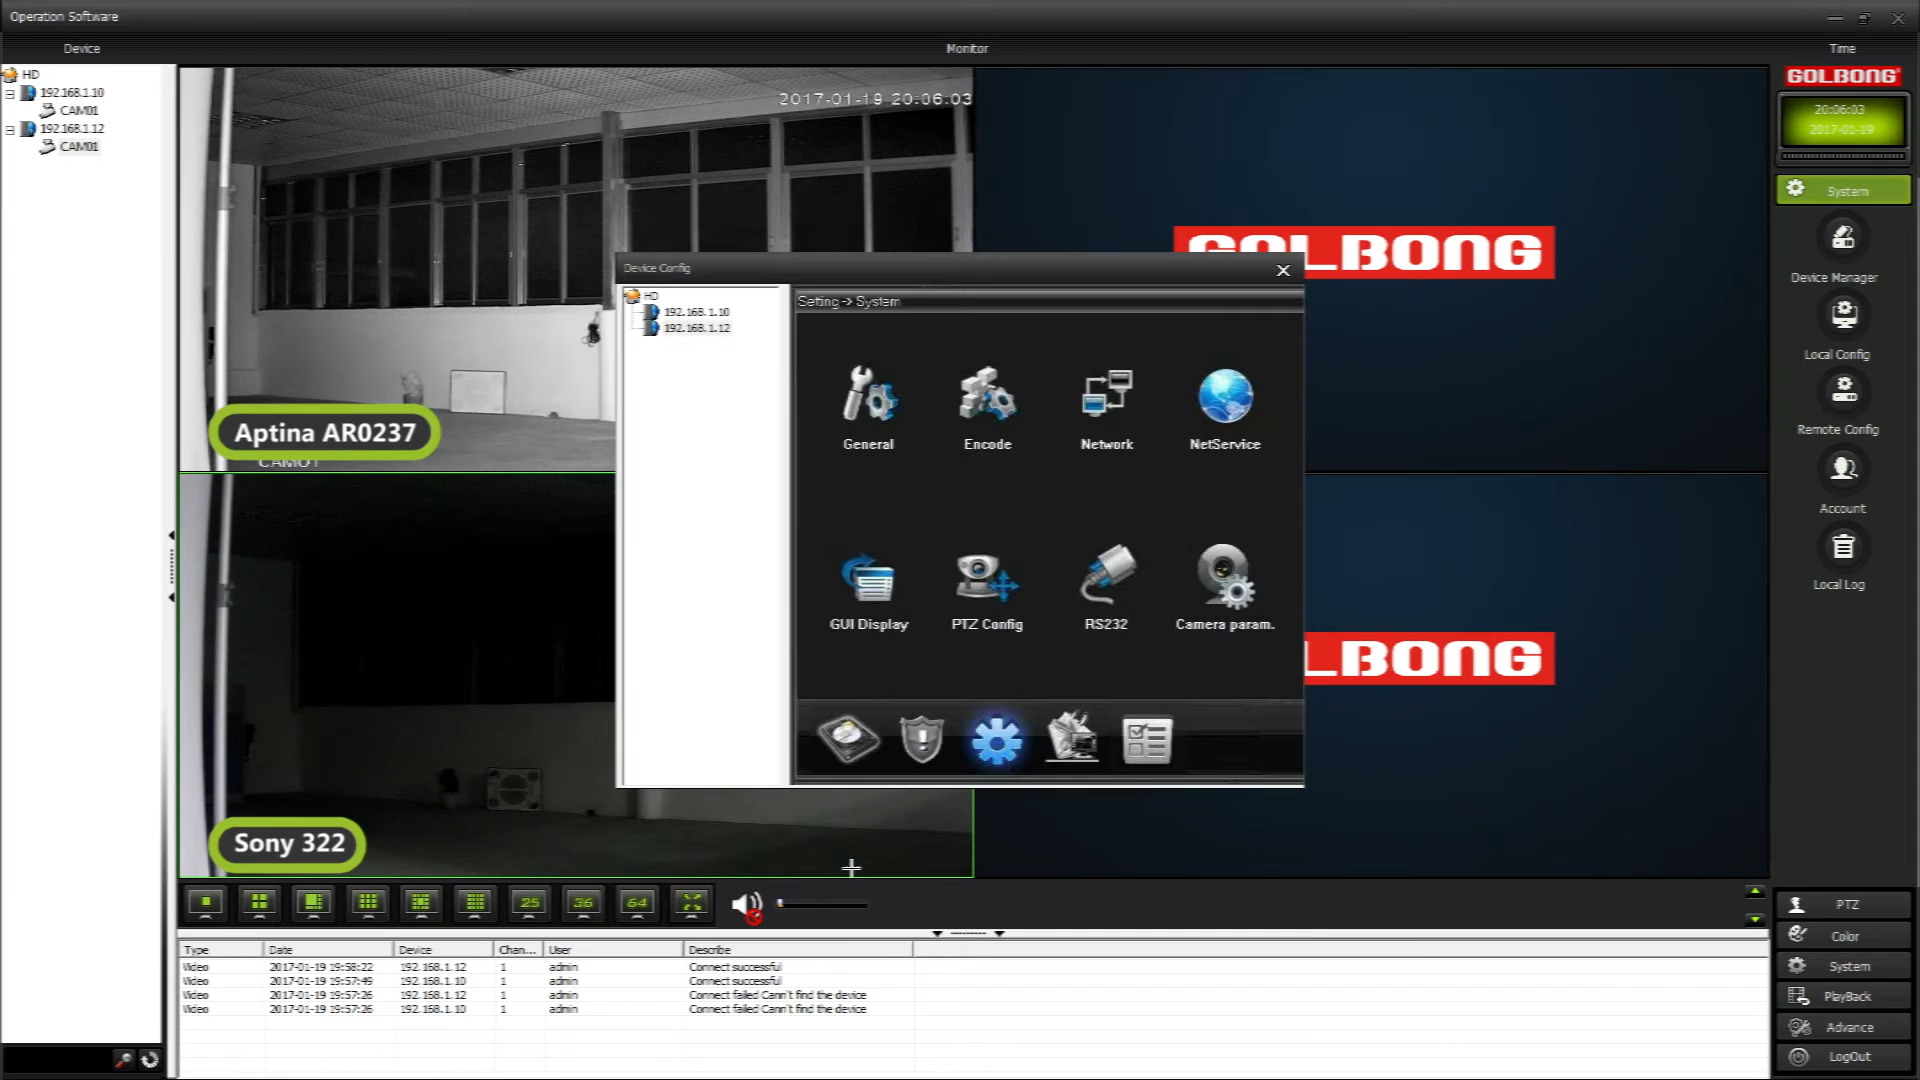 Operation Software
Device
Monitor
Time
HD
192.168.1.10
CAM01
192.168.1.12
CAM01
2017-01-19 20:06:03
Aptina AR0237
CAM01
Sony 322
GOLBONG
LBONG
Device Config
HD
192.168.1.10
192.168.1.12
Setting -> System
General
Encode
Network
NetService
GUI Display
PTZ Config
RS232
Camera param.
GOLBONG
20:06:03
2017-01-19
System
Device Manager
Local Config
Remote Config
Account
Local Log
25
36
64
Type Date Device Chan... User Describe
Video 2017-01-19 19:58:22 192.168.1.12 1 admin Connect successful
Video 2017-01-19 19:57:49 192.168.1.10 1 admin Connect successful
Video 2017-01-19 19:57:26 192.168.1.12 1 admin Connect failed Cann't find the device
Video 2017-01-19 19:57:26 192.168.1.10 1 admin Connect failed Cann't find the device
PTZ
Color
System
PlayBack
Advance
LogOut